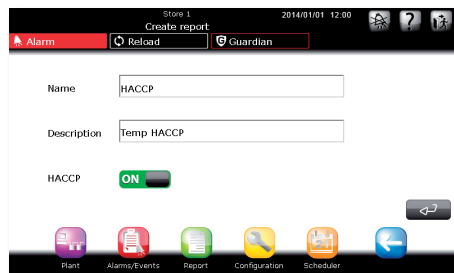 Store 1
2014/01/01 12:00
Create report
?
Alarm
Reload
Guardian
Name
HACCP
Description
Temp HACCP
HACCP
ON
Plant
Alarms/Events
Report
Configuration
Scheduler